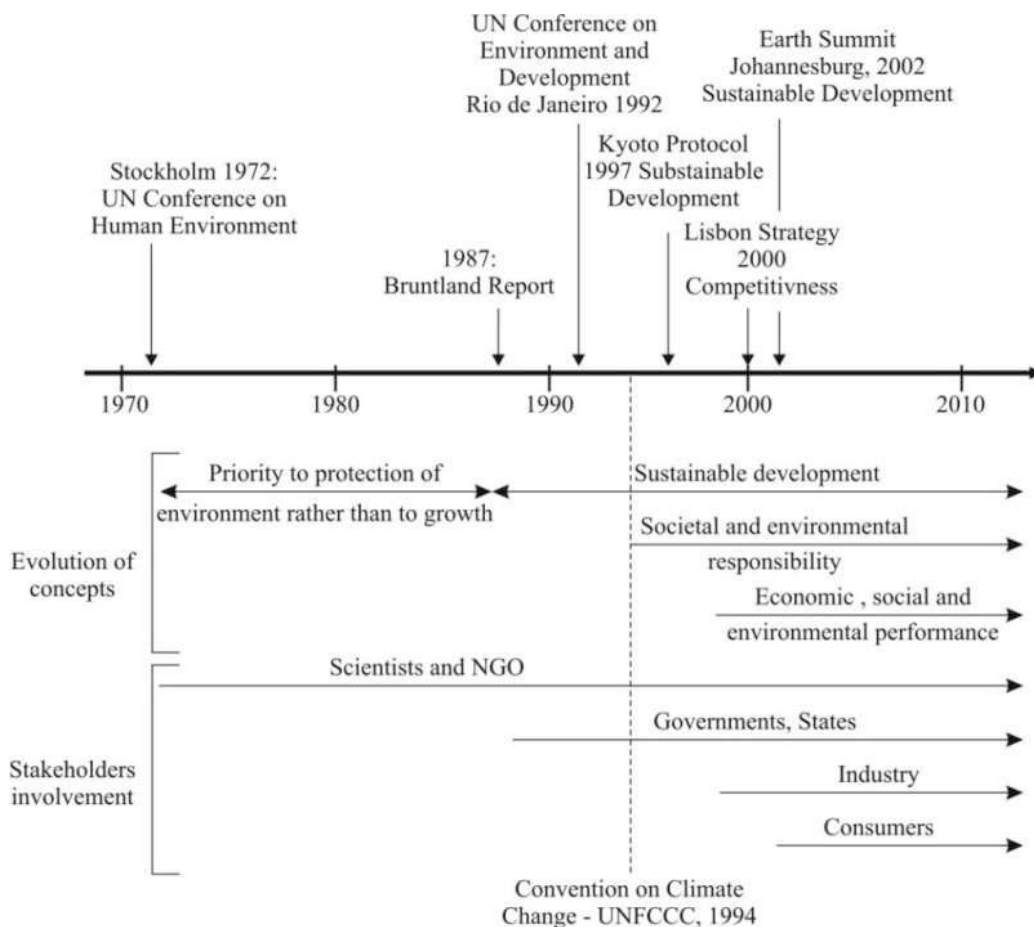 UN Conference on
Environment and
Development
Rio de Janeiro 1992
Earth Summit
Johannesburg, 2002
Sustainable Development
Kyoto Protocol
1997 Substainable
Development
Stockholm 1972:
UN Conference on
Human Environment
Lisbon Strategy
2000
Competitivness
1987:
Bruntland Report
1970
1980
1990
2000
2010
Priority to protection of
environment rather than to growth
Sustainable development
Societal and environmental
responsibility
Evolution of
concepts
Economic , social and
environmental performance
Scientists and NGO
Governments, States
Stakeholders
involvement
Industry
Consumers
Convention on Climate
Change - UNFCCC, 1994